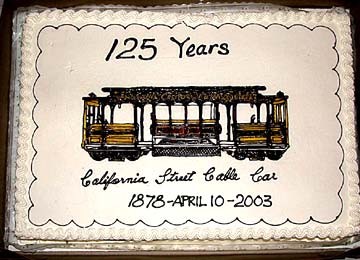 125 Years
California Street Cable Car
1878-APRIL 10-2003